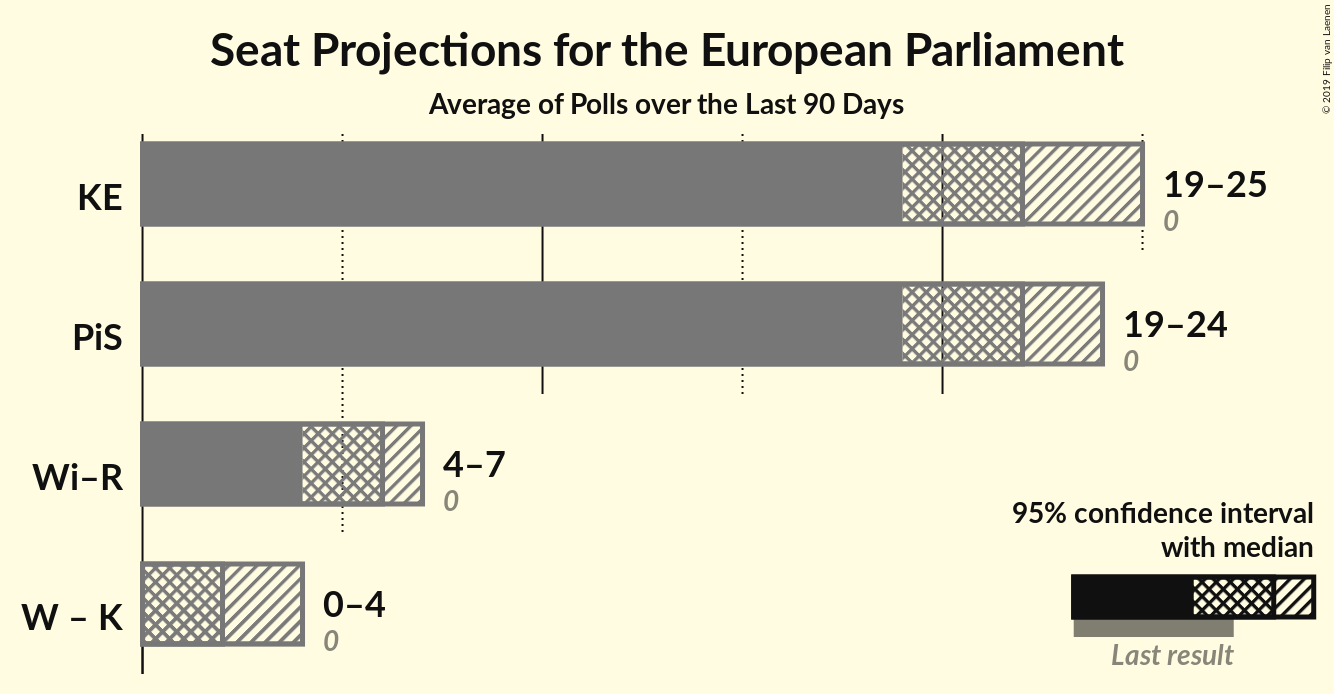 Seat Projections for the European Parliament
Average of Polls over the Last 90 Days
© 2019 Filip van Laenen
KE
19–25
0
PiS
19–24
0
Wi–R
4–7
0
W – K
0–4
0
95% confidence interval
with median
Last result